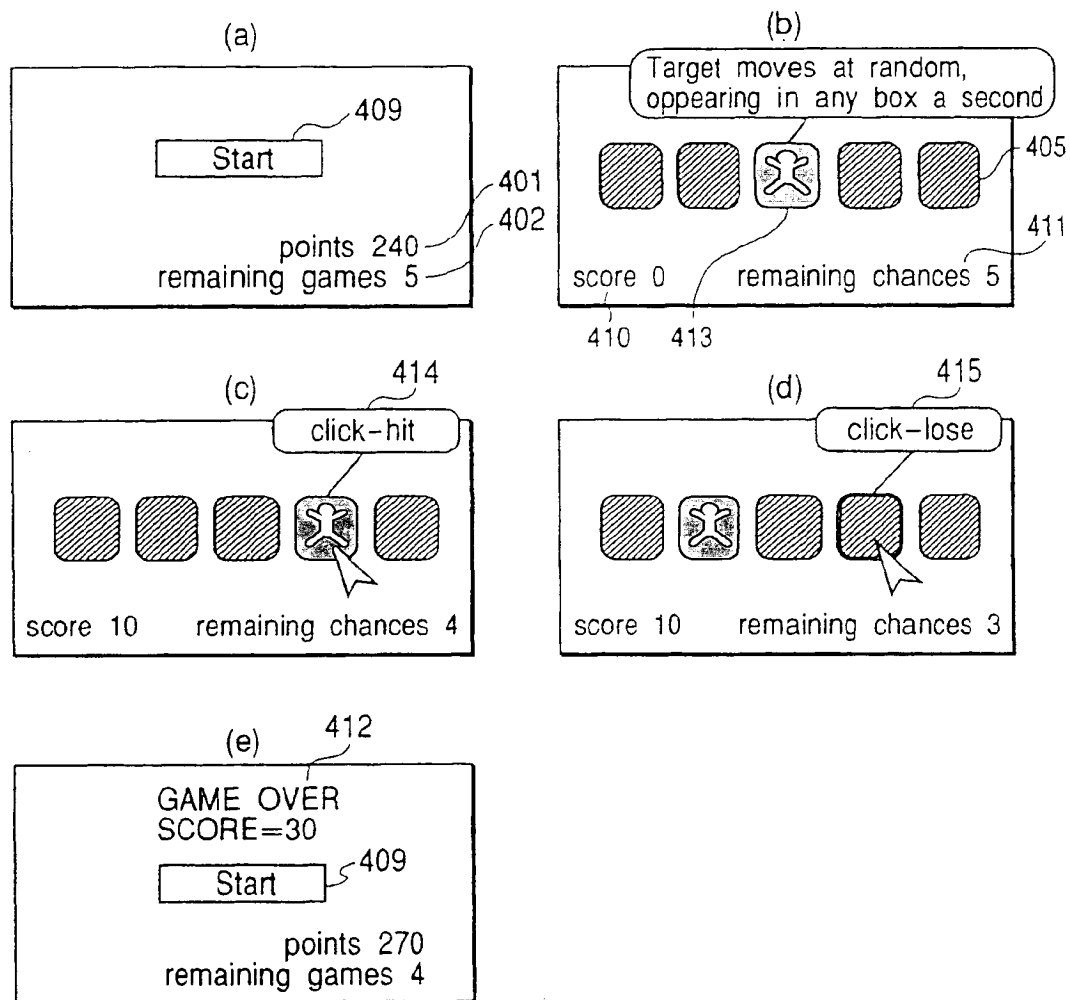 (a)
409
Start
401
402
points 240
remaining games 5
(b)
Target moves at random,
oppearing in any box a second
405
411
score 0 remaining chances 5
410 413
(c)
414
click-hit
score 10 remaining chances 4
(d)
415
click-lose
score 10 remaining chances 3
(e)
412
GAME OVER
SCORE=30
409
Start
points 270
remaining games 4